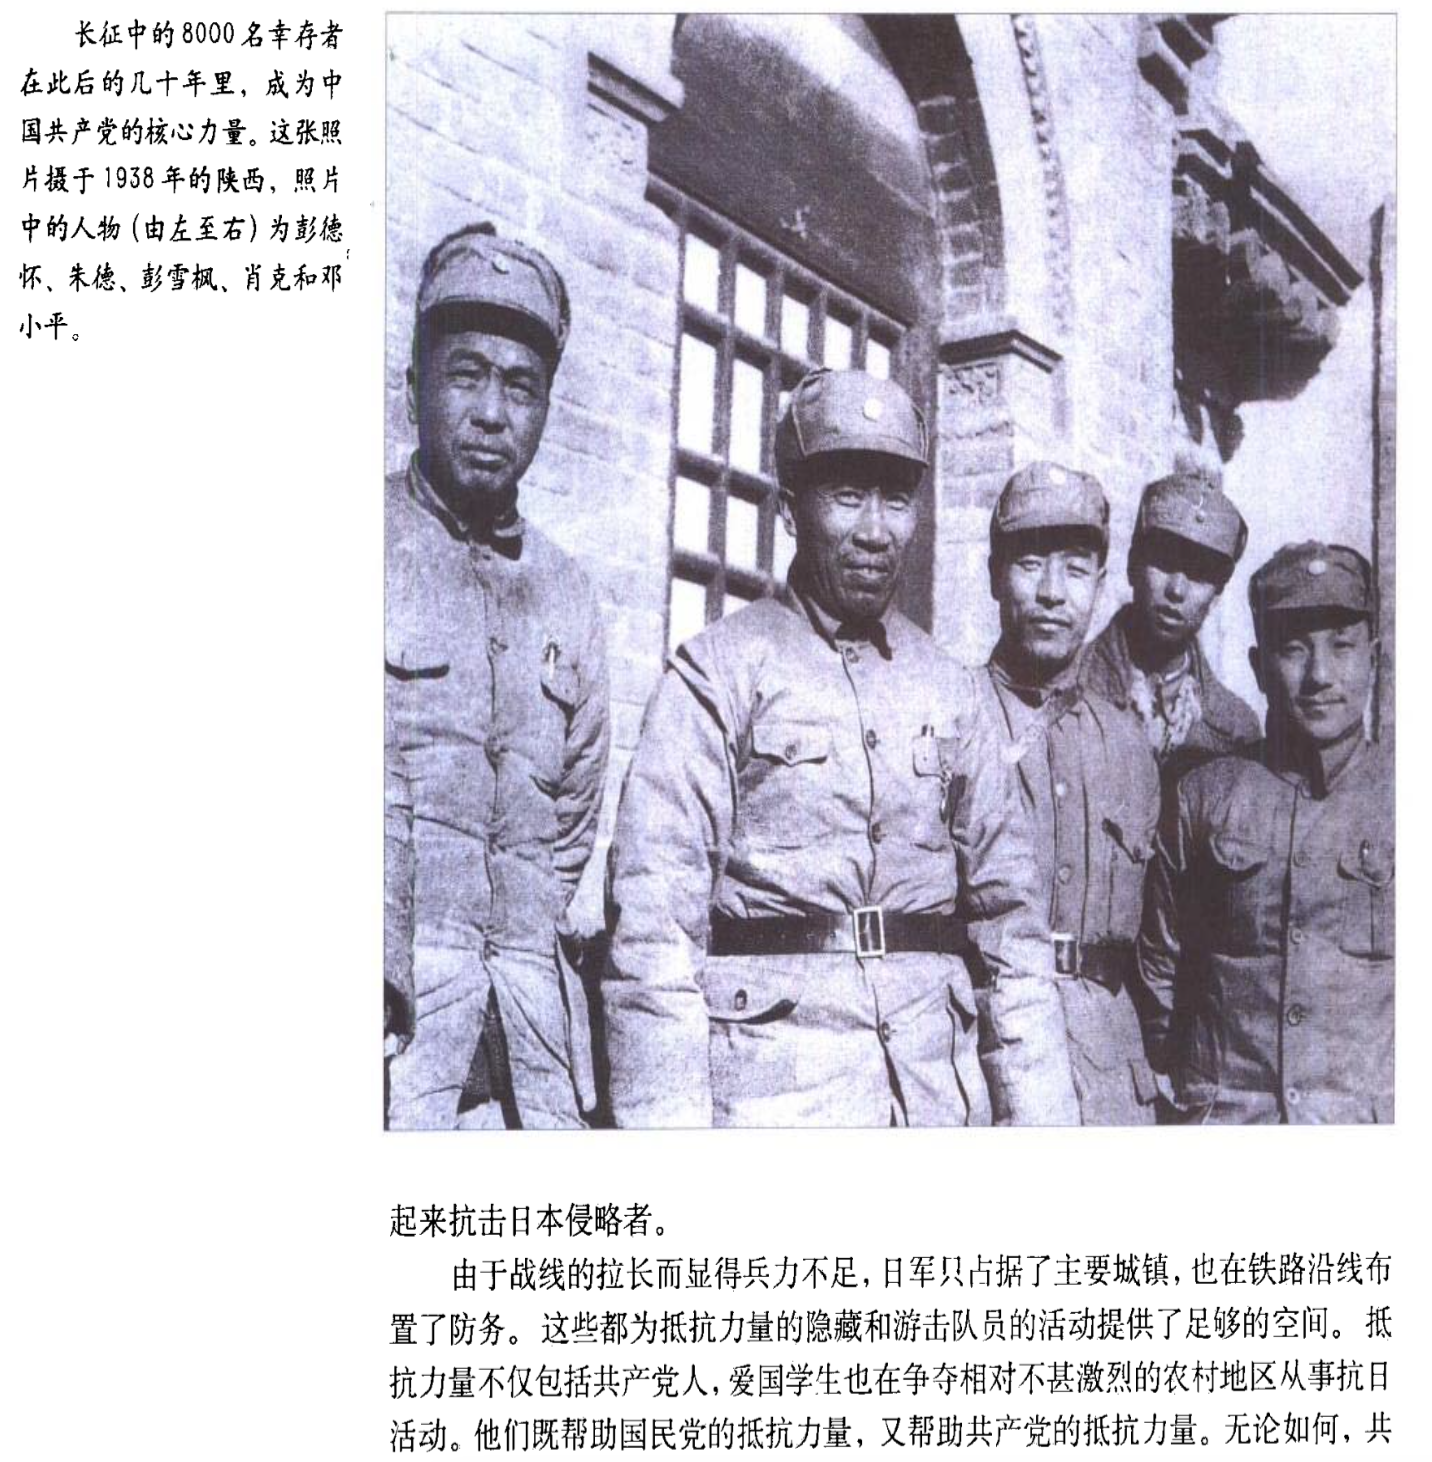 长征中的8000名幸存者
在此后的几十年里，成为中
国共产党的核心力量。这张照
片摄于1938年的陕西，照片
中的人物（由左至右）为彭德
怀、朱德、彭雪枫、肖克和邓
小平。
起来抗击日本侵略者。
由于战线的拉长而显得兵力不足，日军只占据了主要城镇，也在铁路沿线布
置了防务。这些都为抵抗力量的隐藏和游击队员的活动提供了足够的空间。抵
抗力量不仅包括共产党人，爱国学生也在争夺相对不甚激烈的农村地区从事抗日
活动。他们既帮助国民党的抵抗力量，又帮助共产党的抵抗力量。无论如何，共